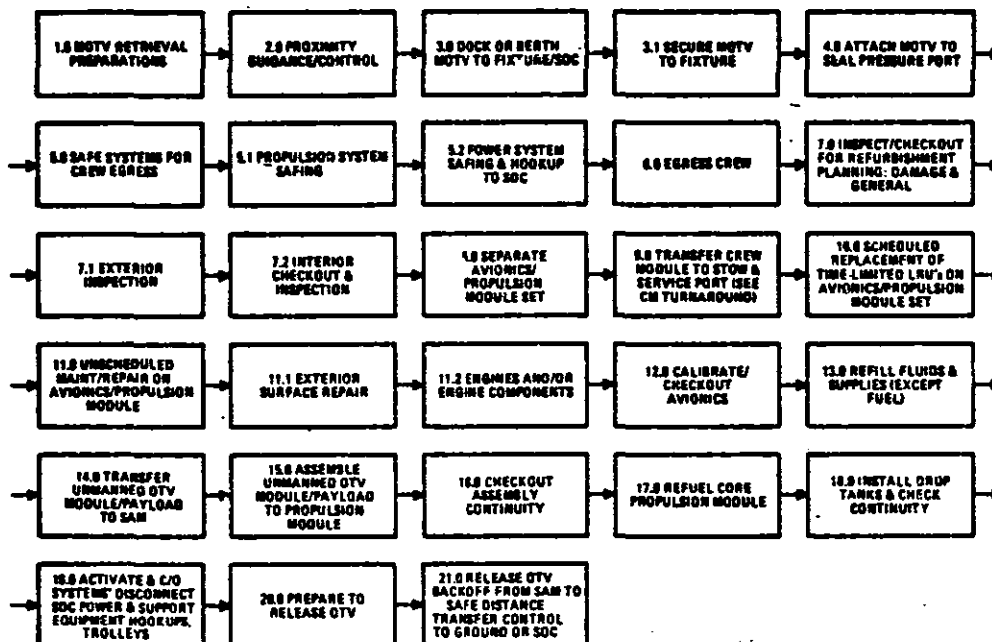 1.0 MOTV RETRIEVAL
PREPARATIONS
2.0 PROXIMITY
GUIDANCE/CONTROL
3.0 DOCK OR BERTH
MOTV TO FIXTURE/SOC
3.1 SECURE MOTV
TO FIXTURE
4.0 ATTACH MOTV TO
SEAL PRESSURE PORT
5.0 SAFE SYSTEMS FOR
CREW EGRESS
5.1 PROPULSION SYSTEM
SAFING
5.2 POWER SYSTEM
SAFING & HOOKUP
TO SOC
6.0 EGRESS CREW
7.0 INSPECT/CHECKOUT
FOR REFURBISHMENT
PLANNING: DAMAGE &
GENERAL
7.1 EXTERIOR
INSPECTION
7.2 INTERIOR
CHECKOUT &
INSPECTION
8.0 SEPARATE
AVIONICS/
PROPULSION
MODULE SET
9.0 TRANSFER CREW
MODULE TO STOW &
SERVICE PORT (SEE
CM TURNAROUND)
10.0 SCHEDULED
REPLACEMENT OF
TIME-LIMITED LRU's ON
AVIONICS/PROPULSION
MODULE SET
11.0 UNSCHEDULED
MAINT/REPAIR ON
AVIONICS/PROPULSION
MODULE
11.1 EXTERIOR
SURFACE REPAIR
11.2 ENGINES AND/OR
ENGINE COMPONENTS
12.0 CALIBRATE/
CHECKOUT
AVIONICS
13.0 REFILL FLUIDS &
SUPPLIES (EXCEPT
FUEL)
14.0 TRANSFER
UNMANNED OTV
MODULE/PAYLOAD
TO SAM
15.0 ASSEMBLE
UNMANNED OTV
MODULE/PAYLOAD
TO PROPULSION
MODULE
16.0 CHECKOUT
ASSEMBLY
CONTINUITY
17.0 REFUEL CORE
PROPULSION MODULE
18.0 INSTALL DROP
TANKS & CHECK
CONTINUITY
19.0 ACTIVATE & C/O
SYSTEMS' DISCONNECT
SOC POWER & SUPPORT
EQUIPMENT HOOKUPS,
TROLLEYS
20.0 PREPARE TO
RELEASE OTV
21.0 RELEASE OTV
BACKOFF FROM SAM TO
SAFE DISTANCE
TRANSFER CONTROL
TO GROUND OR SOC